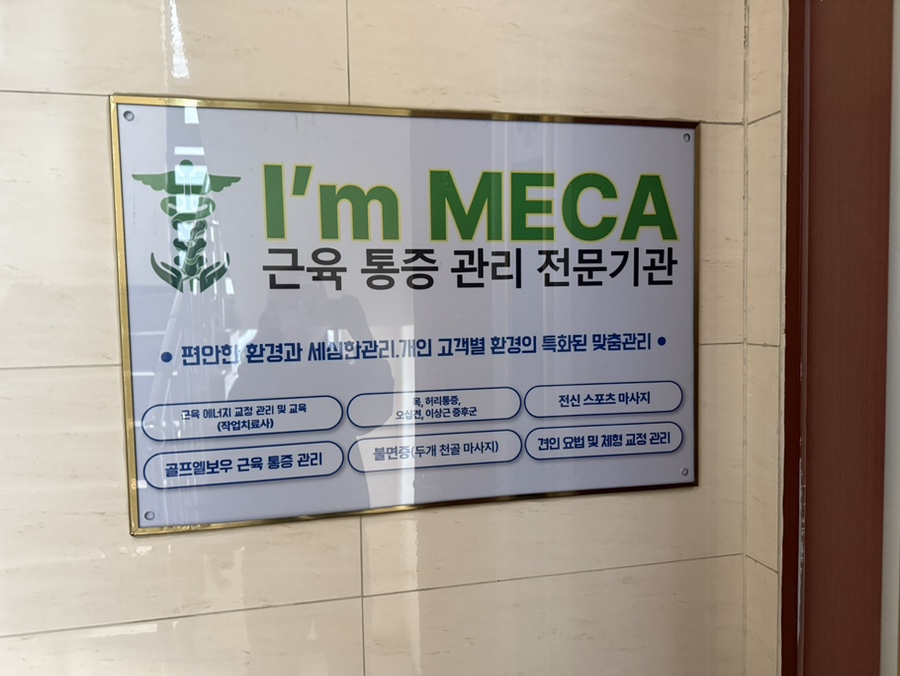 I'm MECA
근육 통증 관리 전문기관
• 편안한 환경과 세심한관리.개인 고객별 환경의 특화된 맞춤관리 •
근육 에너지 교정 관리 및 교육
(작업치료사)
목, 허리통증,
오십견, 이상근 증후군
전신 스포츠 마사지
골프엘보우 근육 통증 관리
불면증(두개 천골 마사지)
견인 요법 및 체형 교정 관리